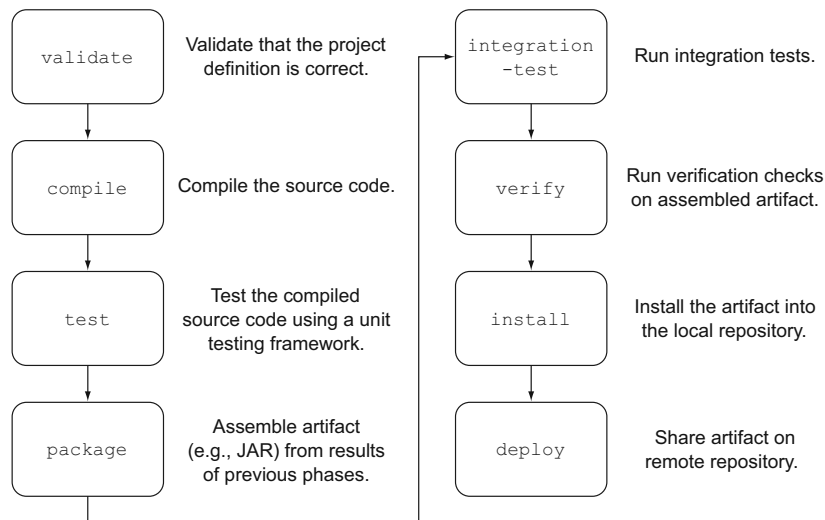 validate
Validate that the project
definition is correct.
compile
Compile the source code.
test
Test the compiled
source code using a unit
testing framework.
package
Assemble artifact
(e.g., JAR) from results
of previous phases.
integration
-test
Run integration tests.
verify
Run verification checks
on assembled artifact.
install
Install the artifact into
the local repository.
deploy
Share artifact on
remote repository.